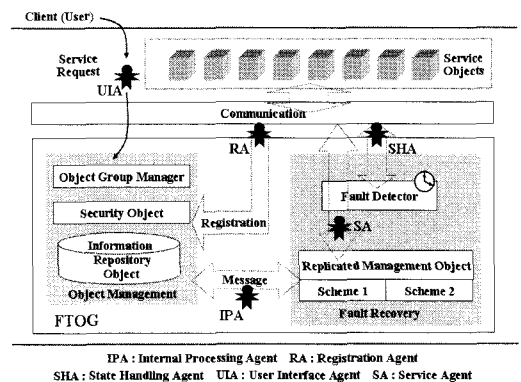 Client (User)
Service
Request
UIA
Service
Objects
Communication
RA
SHA
Object Group Manager
Security Object
Registration
Information
Repository
Object
Object Management
Message
IPA
Fault Detector
SA
Replicated Management Object
Scheme 1
Scheme 2
Fault Recovery
FTOG
IPA : Internal Processing Agent RA : Registration Agent
SHA : State Handling Agent UIA : User Interface Agent SA : Service Agent